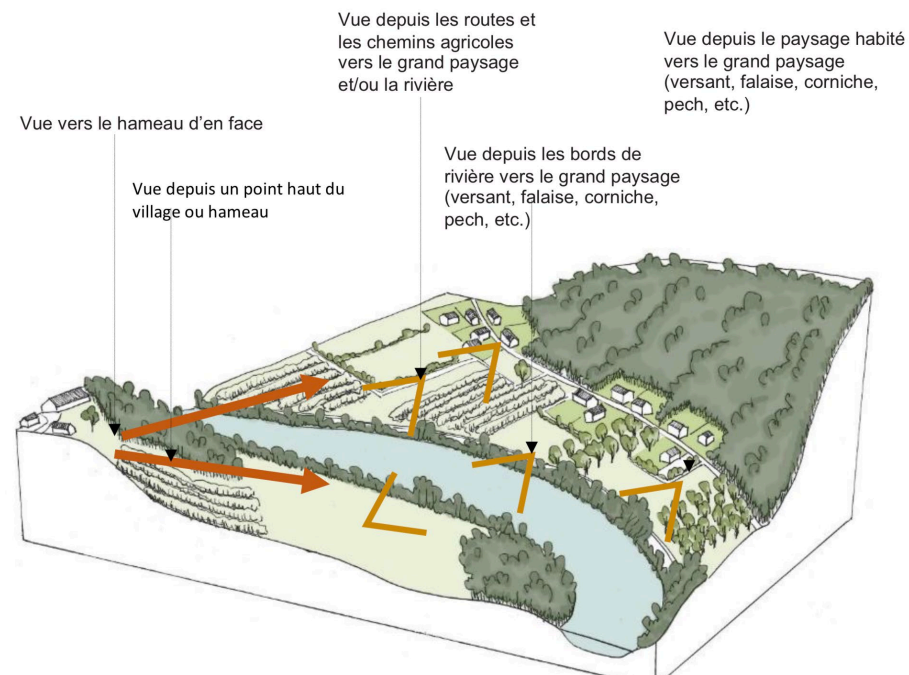 Vue depuis les routes et
les chemins agricoles
vers le grand paysage
et/ou la rivière
Vue depuis le paysage habité
vers le grand paysage
(versant, falaise, corniche,
pech, etc.)
Vue vers le hameau d'en face
Vue depuis les bords de
rivière vers le grand paysage
(versant, falaise, corniche,
pech, etc.)
Vue depuis un point haut du
village ou hameau